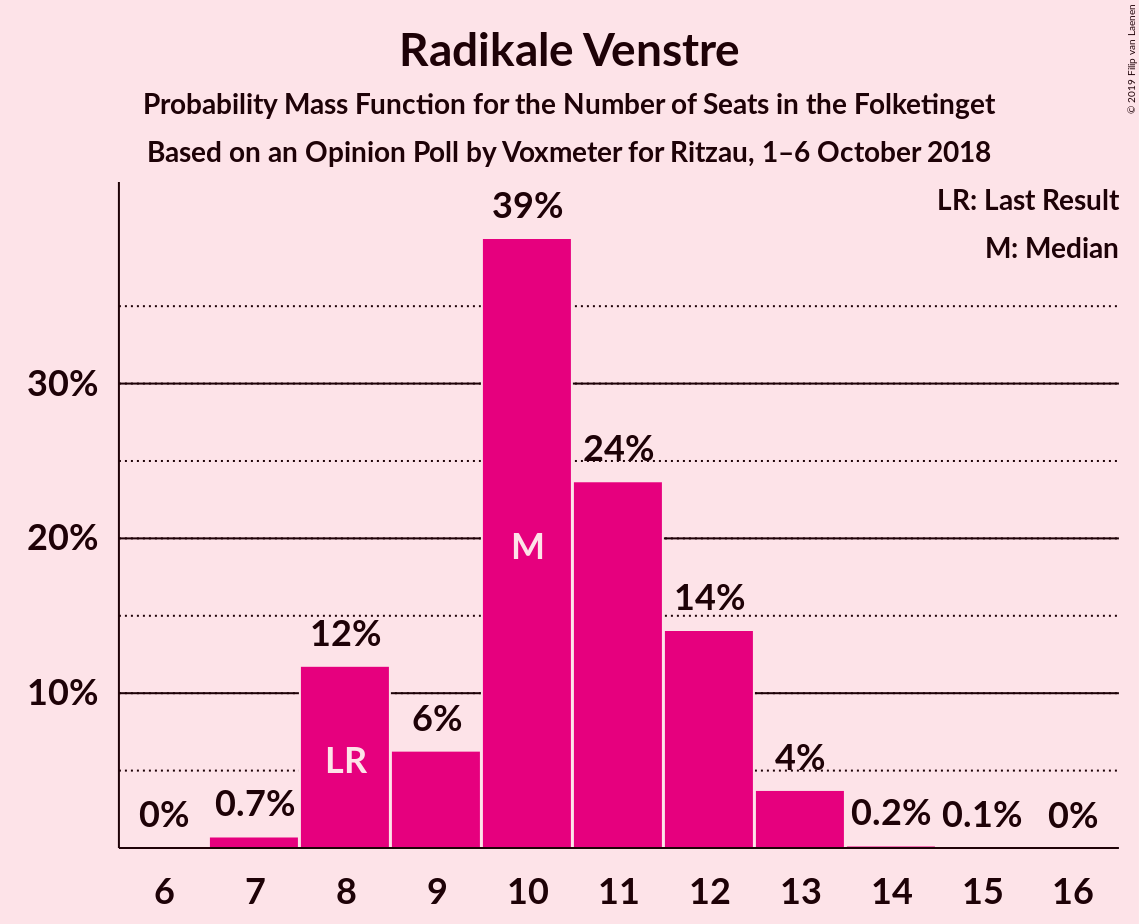 Radikale Venstre
Probability Mass Function for the Number of Seats in the Folketinget
Based on an Opinion Poll by Voxmeter for Ritzau, 1–6 October 2018
© 2019 Filip van Laenen
LR: Last Result
M: Median
39%
30%
24%
20%
M
14%
12%
10%
6%
LR
4%
0%
0.7%
0.2%
0.1%
0%
6 7 8 9 10 11 12 13 14 15 16